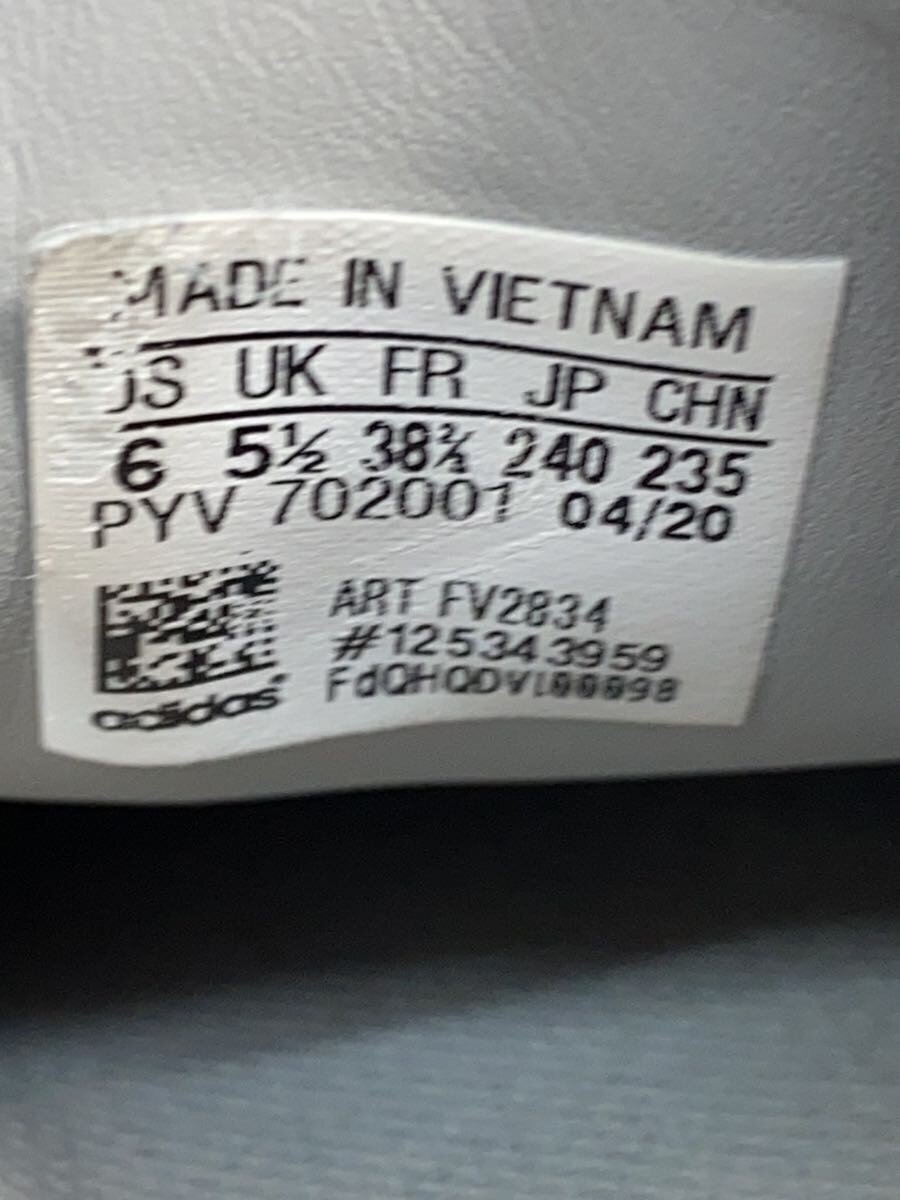 MADE IN VIETNAM
US UK FR JP CHN
6 5½ 38⅔ 240 235
PYV 702001 04/20
ART FV2834
#125343959
adidas